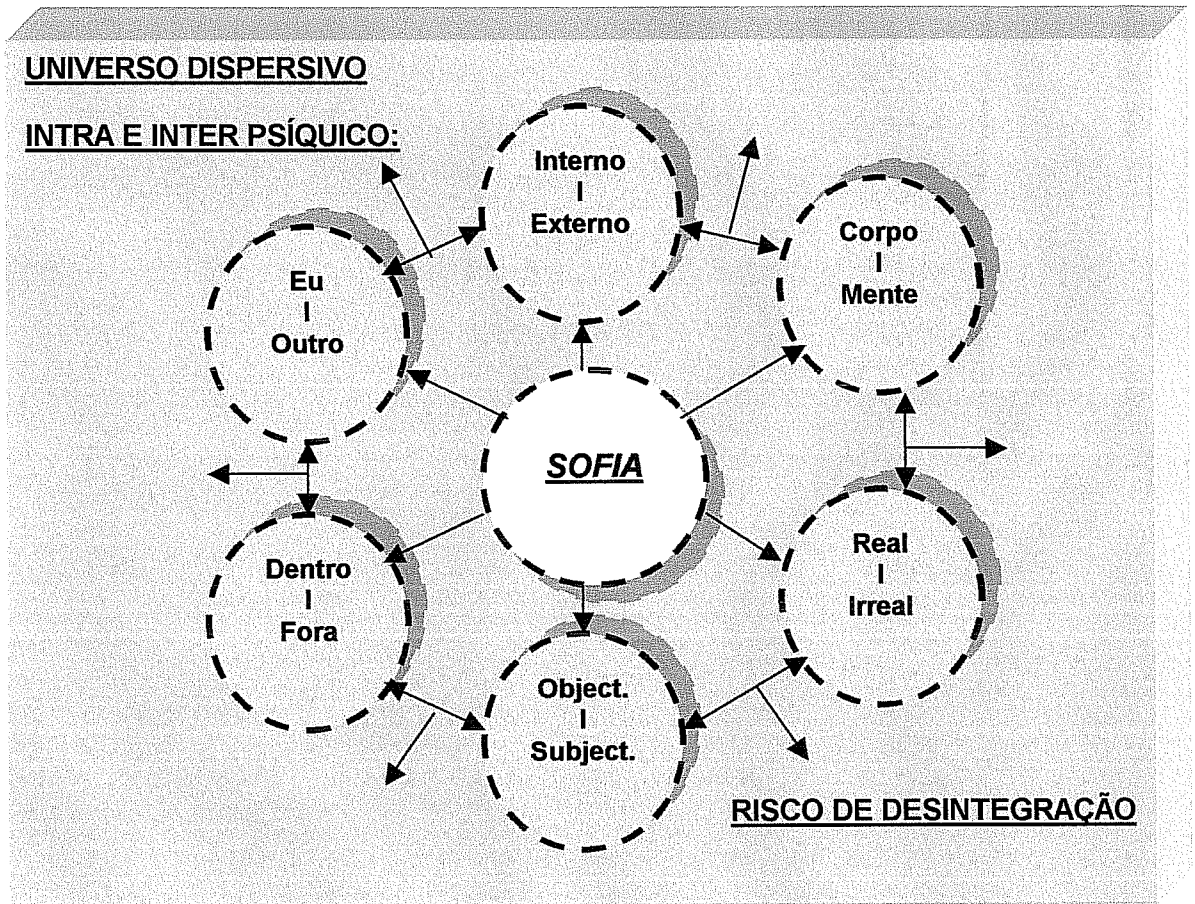 UNIVERSO DISPERSIVO
INTRA E INTER PSÍQUICO:
Interno
I
Externo
Corpo
I
Mente
Eu
I
Outro
SOFIA
Real
I
Irreal
Dentro
I
Fora
Object.
I
Subject.
RISCO DE DESINTEGRAÇÃO